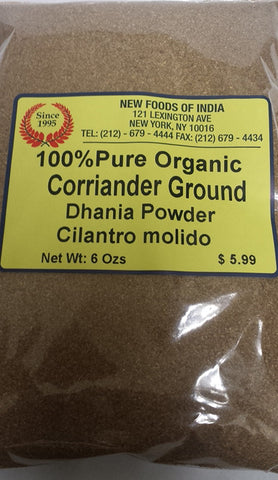 Since
1995
NEW FOODS OF INDIA
121 LEXINGTON AVE
NEW YORK, NY 10016
TEL: (212) - 679 - 4444 FAX: (212) 679 - 4434
100%Pure Organic
Corriander Ground
Dhania Powder
Cilantro molido
Net Wt: 6 Ozs $ 5.99